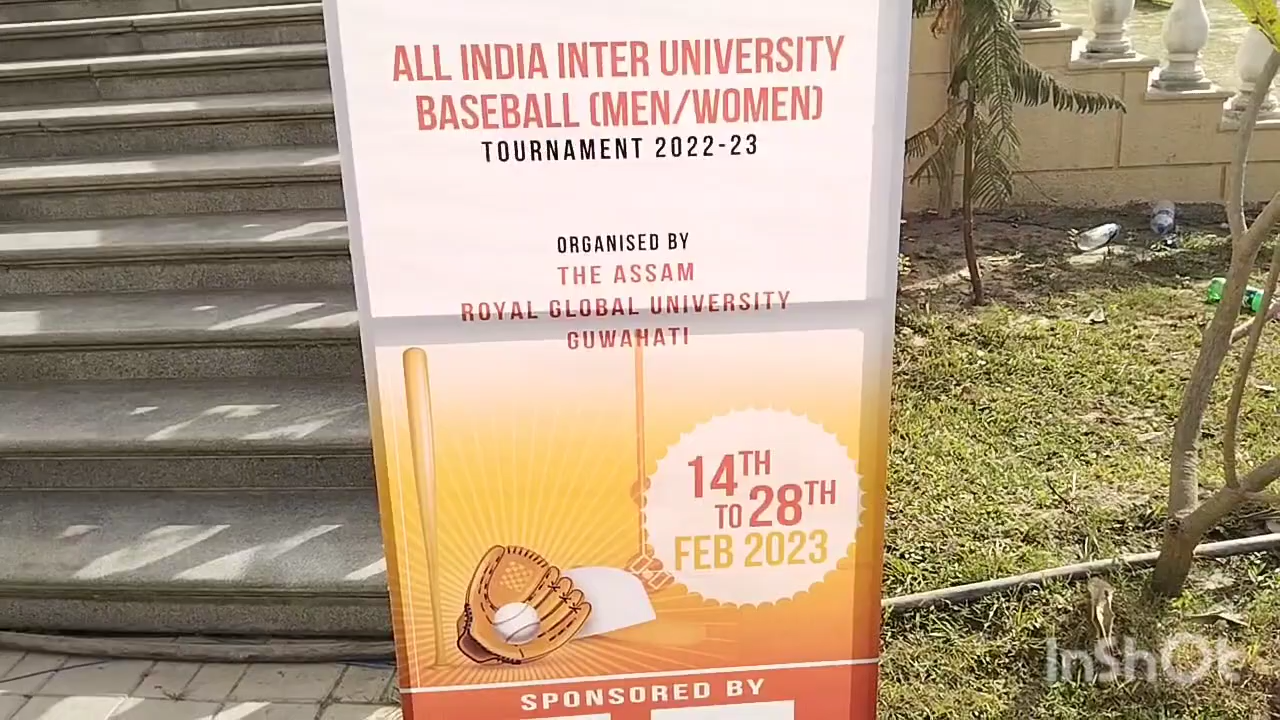 ALL INDIA INTER UNIVERSITY
BASEBALL (MEN/WOMEN)
TOURNAMENT 2022-23
ORGANISED BY
THE ASSAM
ROYAL GLOBAL UNIVERSITY
GUWAHATI
14TH
TO 28TH
FEB 2023
SPONSORED BY
InShOt